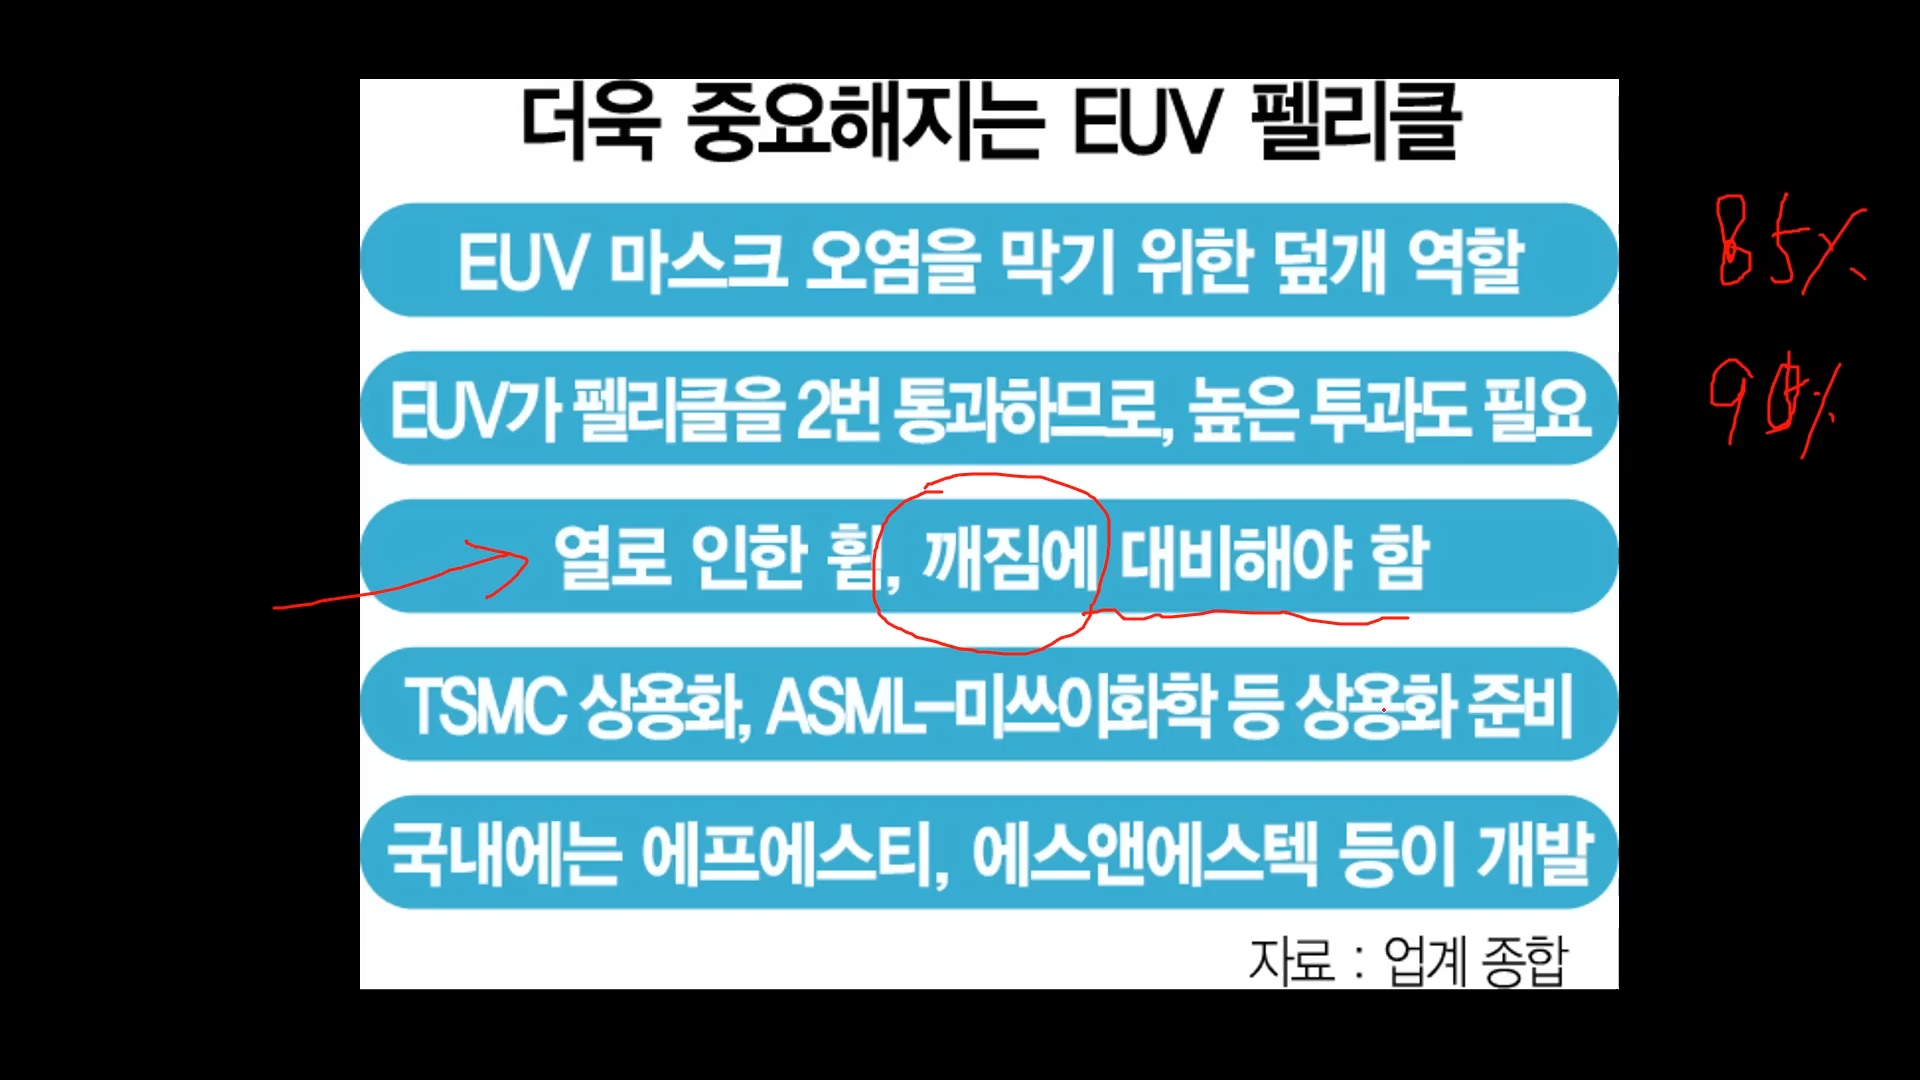 더욱 중요해지는 EUV 펠리클
EUV 마스크 오염을 막기 위한 덮개 역할
85%
EUV가 펠리클을 2번 통과하므로, 높은 투과도 필요
90%
열로 인한 휨, 깨짐에 대비해야 함
TSMC 상용화, ASML-미쓰이화학 등 상용화 준비
국내에는 에프에스티, 에스앤에스텍 등이 개발
자료 : 업계 종합